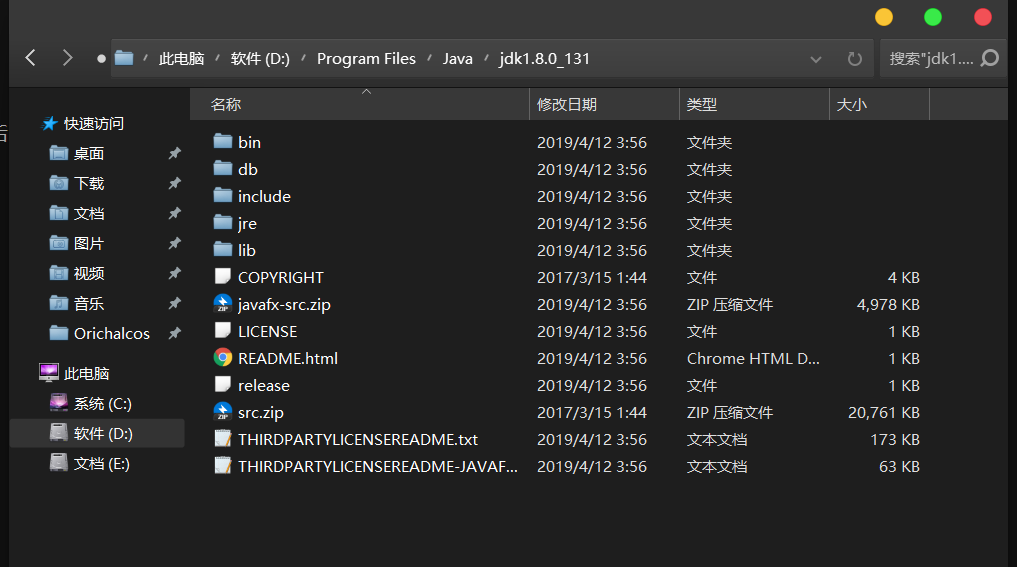 此电脑 / 软件 (D:) / Program Files / Java / jdk1.8.0_131
搜索"jdk1....
名称 修改日期 类型 大小
快速访问
桌面
下载
文档
图片
视频
音乐
Orichalcos
此电脑
系统 (C:)
软件 (D:)
文档 (E:)
bin 2019/4/12 3:56 文件夹
db 2019/4/12 3:56 文件夹
include 2019/4/12 3:56 文件夹
jre 2019/4/12 3:56 文件夹
lib 2019/4/12 3:56 文件夹
COPYRIGHT 2017/3/15 1:44 文件 4 KB
javafx-src.zip 2019/4/12 3:56 ZIP 压缩文件 4,978 KB
LICENSE 2019/4/12 3:56 文件 1 KB
README.html 2019/4/12 3:56 Chrome HTML D... 1 KB
release 2019/4/12 3:56 文件 1 KB
src.zip 2017/3/15 1:44 ZIP 压缩文件 20,761 KB
THIRDPARTYLICENSEREADME.txt 2019/4/12 3:56 文本文档 173 KB
THIRDPARTYLICENSEREADME-JAVAF... 2019/4/12 3:56 文本文档 63 KB